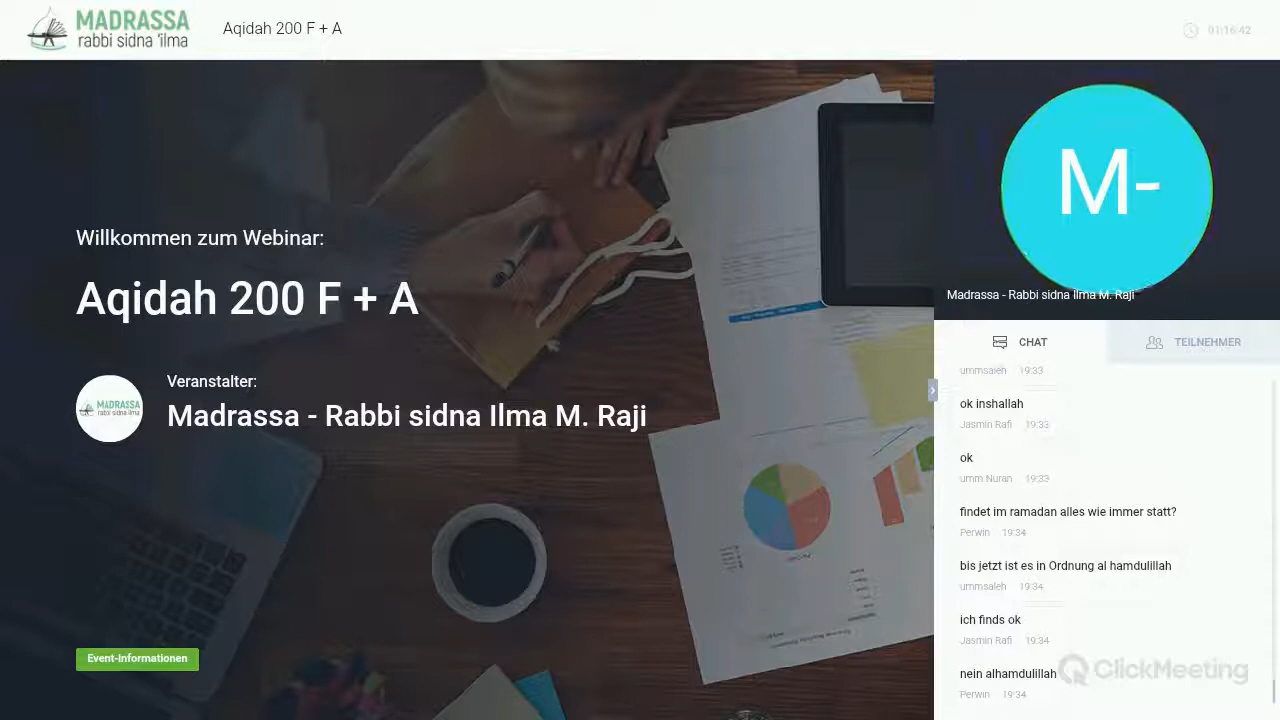 MADRASSA
rabbi sidna 'ilma
Aqidah 200 F + A
01:16:42
Willkommen zum Webinar:
Aqidah 200 F + A
MADRASSA
rabbi sidna ilma
Veranstalter:
Madrassa - Rabbi sidna Ilma M. Raji
Event-Informationen
M-
Madrassa - Rabbi sidna Ilma M. Raji
CHAT
TEILNEHMER
ummsaleh 19:33
ok inshallah
Jasmin Rafi 19:33
ok
umm Nuran 19:33
findet im ramadan alles wie immer statt?
Perwin 19:34
bis jetzt ist es in Ordnung al hamdulillah
ummsaleh 19:34
ich finds ok
Jasmin Rafi 19:34
nein alhamdulillah
Perwin 19:34
ClickMeeting